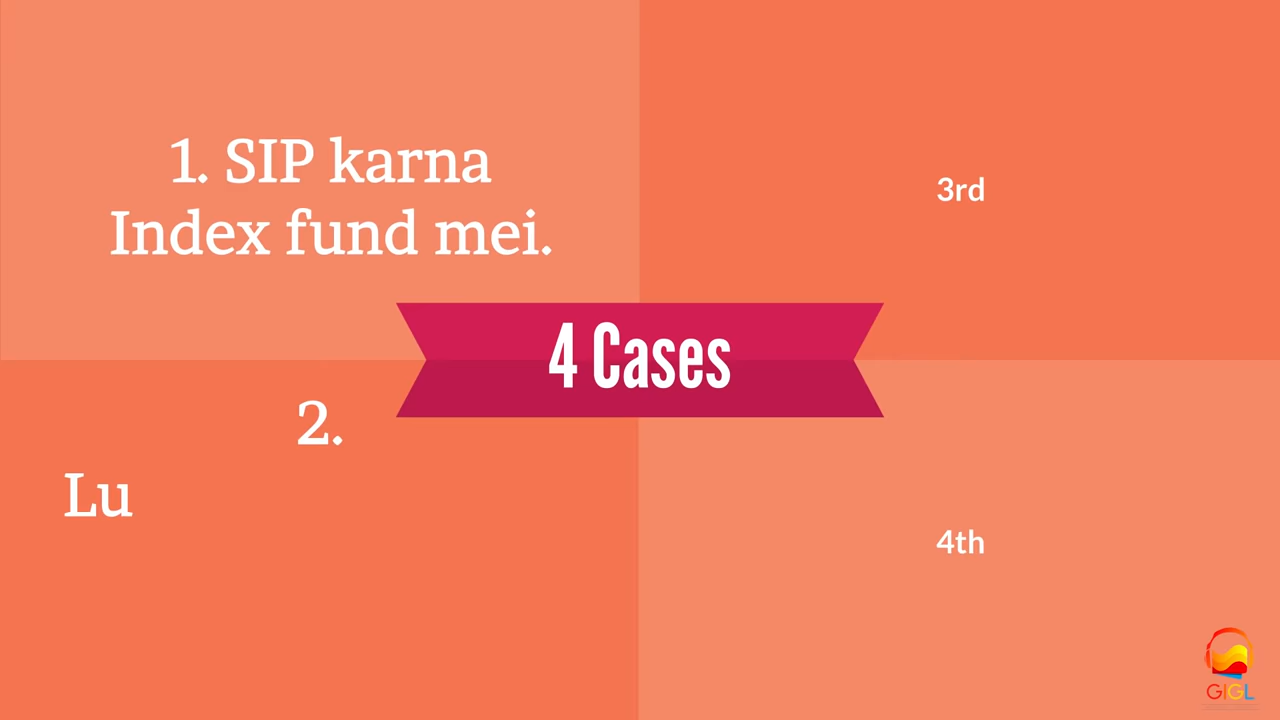 1. SIP karna
Index fund mei.
3rd
4 Cases
2.
Lu
4th
GIGL